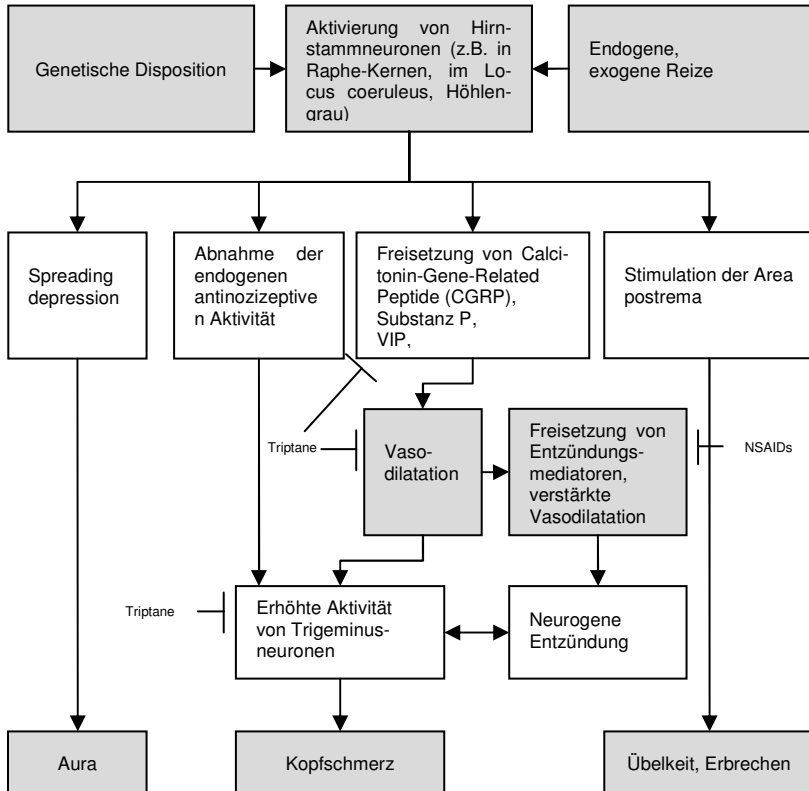 Genetische Disposition
Aktivierung von Hirn-
stammneuronen (z.B. in
Raphe-Kernen, im Lo-
cus coeruleus, Höhlen-
grau)
Endogene,
exogene Reize
Spreading
depression
Abnahme der
endogenen
antinozizeptive
n Aktivität
Freisetzung von Calci-
tonin-Gene-Related
Peptide (CGRP),
Substanz P,
VIP,
Stimulation der Area
postrema
Triptane
Vaso-
dilatation
Freisetzung von
Entzündungs-
mediatoren,
verstärkte
Vasodilatation
NSAIDs
Triptane
Erhöhte Aktivität
von Trigeminus-
neuronen
Neurogene
Entzündung
Aura
Kopfschmerz
Übelkeit, Erbrechen